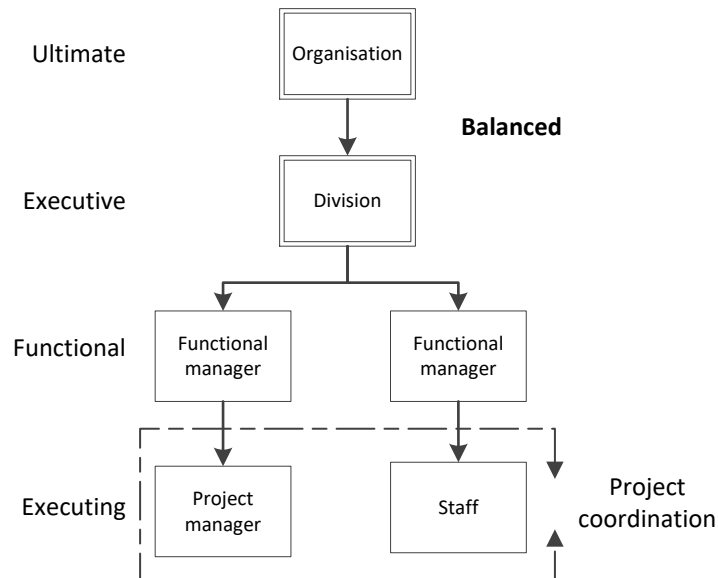 Ultimate
Organisation
Balanced
Executive
Division
Functional
Functional
manager
Functional
manager
Executing
Project
manager
Staff
Project
coordination